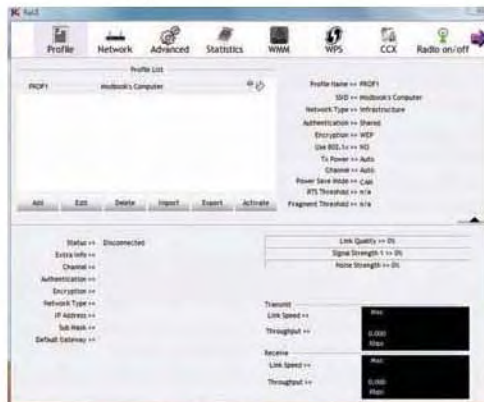 RaUI
Profile Network Advanced Statistics WMM WPS CCX Radio on/off
Profile List
PROF1 modbook's Computer
Add Edit Delete Import Export Activate
Profile Name >> PROF1
SSID >> modbook's Computer
Network Type >> Infrastructure
Authentication >> Shared
Encryption >> WEP
Use 802.1x >> NO
Tx Power >> Auto
Channel >> Auto
Power Save Mode >> CAM
RTS Threshold >> n/a
Fragment Threshold >> n/a
Status >> Disconnected
Extra Info >>
Channel >>
Authentication >>
Encryption >>
Network Type >>
IP Address >>
Sub Mask >>
Default Gateway >>
Link Quality >> 0%
Signal Strength 1 >> 0%
Noise Strength >> 0%
Transmit
Link Speed >>
Max
Throughput >>
0.000
Kbps
Receive
Link Speed >>
Max
Throughput >>
0.000
Kbps